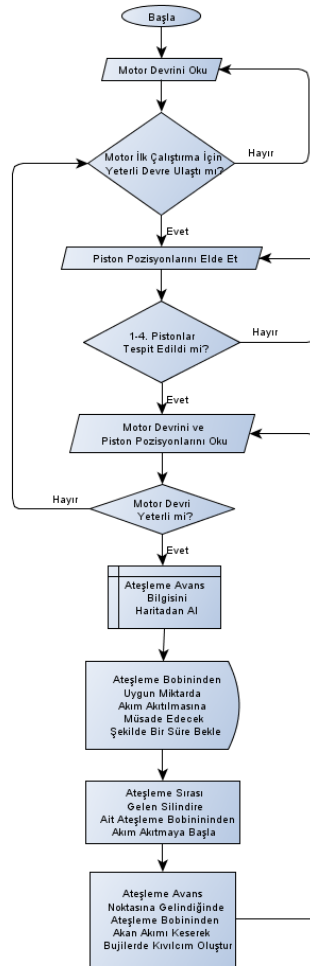 Başla
Motor Devrini Oku
Motor İlk Çalıştırma İçin
Yeterli Devre Ulaştı mı?
Hayır
Evet
Piston Pozisyonlarını Elde Et
1-4. Pistonlar
Tespit Edildi mi?
Hayır
Evet
Motor Devrini ve
Piston Pozisyonlarını Oku
Motor Devri
Yeterli mi?
Hayır
Evet
Ateşleme Avans
Bilgisini
Haritadan Al
Ateşleme Bobininden
Uygun Miktarda
Akım Akıtılmasına
Müsade Edecek
Şekilde Bir Süre Bekle
Ateşleme Sırası
Gelen Silindire
Ait Ateşleme Bobinininden
Akım Akıtmaya Başla
Ateşleme Avans
Noktasına Gelindiğinde
Ateşleme Bobininden
Akan Akımı Keserek
Bujilerde Kıvılcım Oluştur